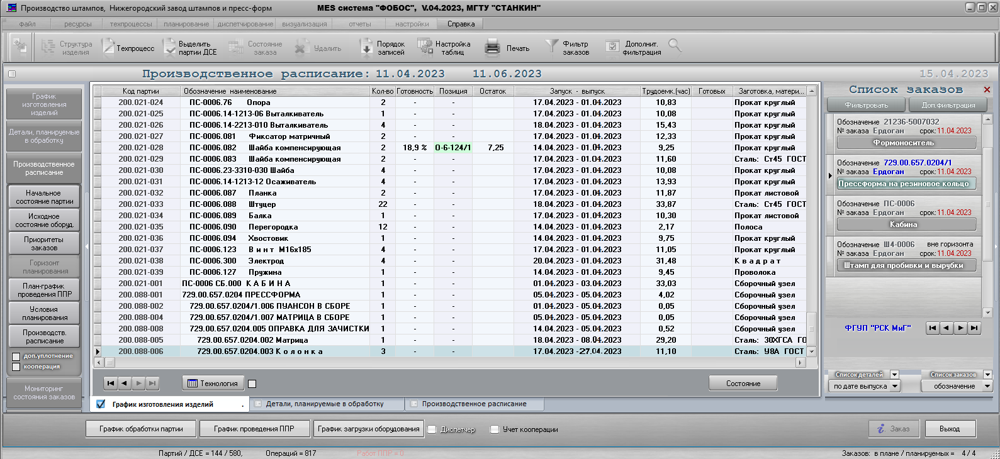 Производство штампов, Нижегородский завод штампов и пресс-форм MES система "ФОБОС", V.04.2023, МГТУ "СТАНКИН"
файл ресурсы техпроцессы планирование диспетчирование визуализация отчеты настройки Справка
Структура изделия Техпроцесс Выделить партии ДСЕ Состояние заказа Удалить Порядок записей Настройка таблиц Печать Фильтр заказов Дополнит. фильтрация
Производственное расписание: 11.04.2023 11.06.2023 15.04.2023
График изготовления изделий
Детали, планируемые в обработку
Производственное расписание
Начальное состояние партии
Исходное состояние оборуд.
Приоритеты заказов
Горизонт планирования
План-график проведения ППР
Условия планирования
Производств. расписание
доп.уплотнение
кооперация
Мониторинг состояния заказов
Код партии Обозначение наименование Кол-во Готовность Позиция Остаток Запуск - выпуск Трудоемк.(час) Готовых Заготовка, матери...
200.021-024 ПС-0006.76 Опора 2 - - 17.04.2023 - 01.04.2023 10,83 Прокат круглый
200.021-025 ПС-0006.14-1213-06 Выталкиватель 1 - - 17.04.2023 - 01.04.2023 10,08 Прокат круглый
200.021-026 ПС-0006.14-2213-010 Выталкиватель 4 - - 18.04.2023 - 01.04.2023 15,43 Прокат круглый
200.021-027 ПС-0006.081 Фиксатор матричный 2 - - 17.04.2023 - 01.04.2023 12,33 Прокат круглый
200.021-028 ПС-0006.082 Шайба компенсирующая 2 18,9 % О-6-124/1 7,25 14.04.2023 - 01.04.2023 9,25 Прокат круглый
200.021-029 ПС-0006.083 Шайба компенсирующая 2 - - 17.04.2023 - 01.04.2023 11,60 Сталь: Ст45 ГОСТ
200.021-030 ПС-0006.23-3310-030 Шайба 4 - - 17.04.2023 - 01.04.2023 10,08 Прокат круглый
200.021-031 ПС-0006.14-1213-12 Осаживатель 4 - - 17.04.2023 - 01.04.2023 13,93 Прокат круглый
200.021-032 ПС-0006.087 Планка 2 - - 17.04.2023 - 01.04.2023 11,87 Прокат листовой
200.021-033 ПС-0006.088 Штуцер 22 - - 18.04.2023 - 01.04.2023 33,87 Сталь: Ст45 ГОСТ
200.021-034 ПС-0006.089 Балка 1 - - 17.04.2023 - 01.04.2023 10,30 Прокат листовой
200.021-035 ПС-0006.090 Перегородка 12 - - 14.04.2023 - 01.04.2023 2,17 Полоса
200.021-036 ПС-0006.094 Хвостовик 1 - - 14.04.2023 - 01.04.2023 9,75 Прокат круглый
200.021-037 ПС-0006.123 В и н т М16х185 4 - - 17.04.2023 - 01.04.2023 11,05 Прокат круглый
200.021-038 ПС-0006.300 Электрод 4 - - 20.04.2023 - 01.04.2023 31,48 К в а д р а т
200.021-039 ПС-0006.127 Пружина 1 - - 14.04.2023 - 01.04.2023 9,45 Проволока
200.021-001 ПС-0006 СБ.000 К А Б И Н А 1 - - 01.04.2023 - 03.04.2023 33,03 Сборочный узел
200.088-001 729.00.657.0204 ПРЕССФОРМА 1 - - 05.04.2023 - 05.04.2023 4,02 Сборочный узел
200.088-002 729.00.657.0204/1.006 ПУАНСОН В СБОРЕ 1 - - 01.04.2023 - 05.04.2023 0,05 Сборочный узел
200.088-004 729.00.657.0204/1.007 МАТРИЦА В СБОРЕ 1 - - 05.04.2023 - 05.04.2023 0,05 Сборочный узел
200.088-008 729.00.657.0204.005 ОПРАВКА ДЛЯ ЗАЧИСТКИ 1 - - 14.04.2023 - 05.04.2023 0,52 Сборочный узел
200.088-005 729.00.657.0204.002 Матрица 1 - - 18.04.2023 - 08.04.2023 29,20 Сталь: 30ХГСА ГО
200.088-006 729.00.657.0204.003 К о л о н к а 3 - - 17.04.2023 -27.04.2023 11,10 Сталь: У8А ГОСТ
Технология Состояние
График изготовления изделий . Детали, планируемые в обработку Производственное расписание
Список заказов
Фильтровать Доп.фильтрация
Обозначение 21236-5007032
№ заказа Ердоган срок:11.04.2023
Формоноситель
Обозначение 729.00.657.0204/1
№ заказа Ердоган срок:11.04.2023
Прессформа на резиновое кольцо
Обозначение ПС-0006
№ заказа Ердоган срок:11.04.2023
Кабина
Обозначение Ш4-0006 вне горизонта
№ заказа Ердоган срок:11.04.2023
Штамп для пробивки и вырубки
ФГУП "РСК МиГ"
Список деталей Список заказов
по дате выпуска обозначение
График обработки партии График проведения ППР График загрузки оборудования Диспетчер Учет кооперации Заказ Выход
Партий / ДСЕ = 144 / 580, Операций = 817 Работ ППР = 0 Заказов: в плане / планируемых = 4 / 4